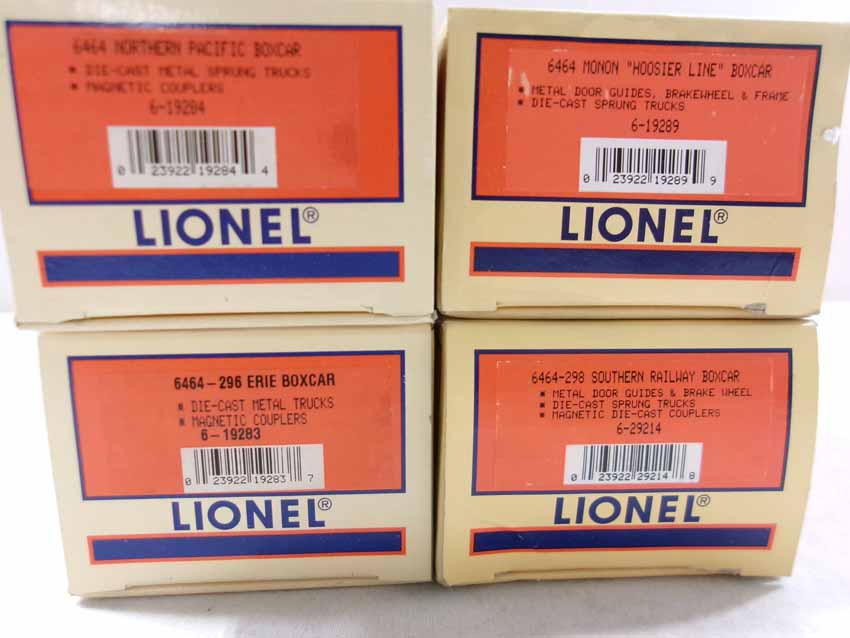 6464 NORTHERN PACIFIC BOXCAR
▪ DIE-CAST METAL SPRUNG TRUCKS
▪ MAGNETIC COUPLERS
6-19284
0 23922 19284 4
LIONEL®
6464 MONON "HOOSIER LINE" BOXCAR
▪ METAL DOOR GUIDES, BRAKEWHEEL & FRAME
▪ DIE-CAST SPRUNG TRUCKS
6-19289
0 23922 19289 9
LIONEL®
6464-296 ERIE BOXCAR
▪ DIE-CAST METAL TRUCKS
▪ MAGNETIC COUPLERS
6-19283
0 23922 19283 7
LIONEL®
6464-298 SOUTHERN RAILWAY BOXCAR
▪ METAL DOOR GUIDES & BRAKE WHEEL
▪ DIE-CAST SPRUNG TRUCKS
▪ MAGNETIC DIE-CAST COUPLERS
6-29214
0 23922 29214 8
LIONEL®